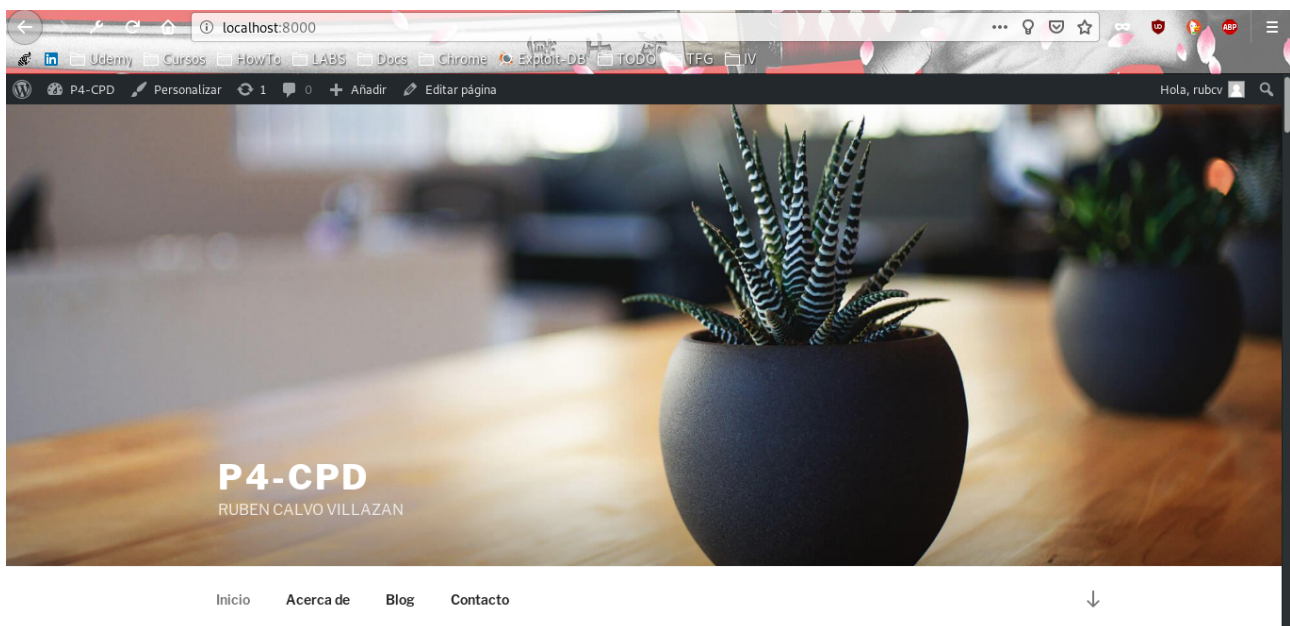 localhost:8000
Udemy Cursos HowTo LABS Docs Chrome Exploit-DB TODO TFG IV
P4-CPD Personalizar 1 0 Añadir Editar página Hola, rubcv
P4-CPD
RUBEN CALVO VILLAZAN
Inicio Acerca de Blog Contacto